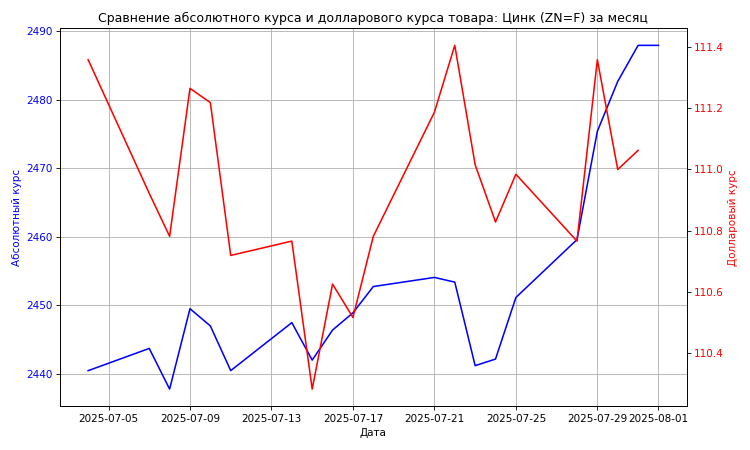 Сравнение абсолютного курса и долларового курса товара: Цинк (ZN=F) за месяц
Абсолютный курс
2490
2480
2470
2460
2450
2440
111.4
111.2
111.0
110.8
110.6
110.4
Долларовый курс
2025-07-05 2025-07-09 2025-07-13 2025-07-17 2025-07-21 2025-07-25 2025-07-29 2025-08-01
Дата